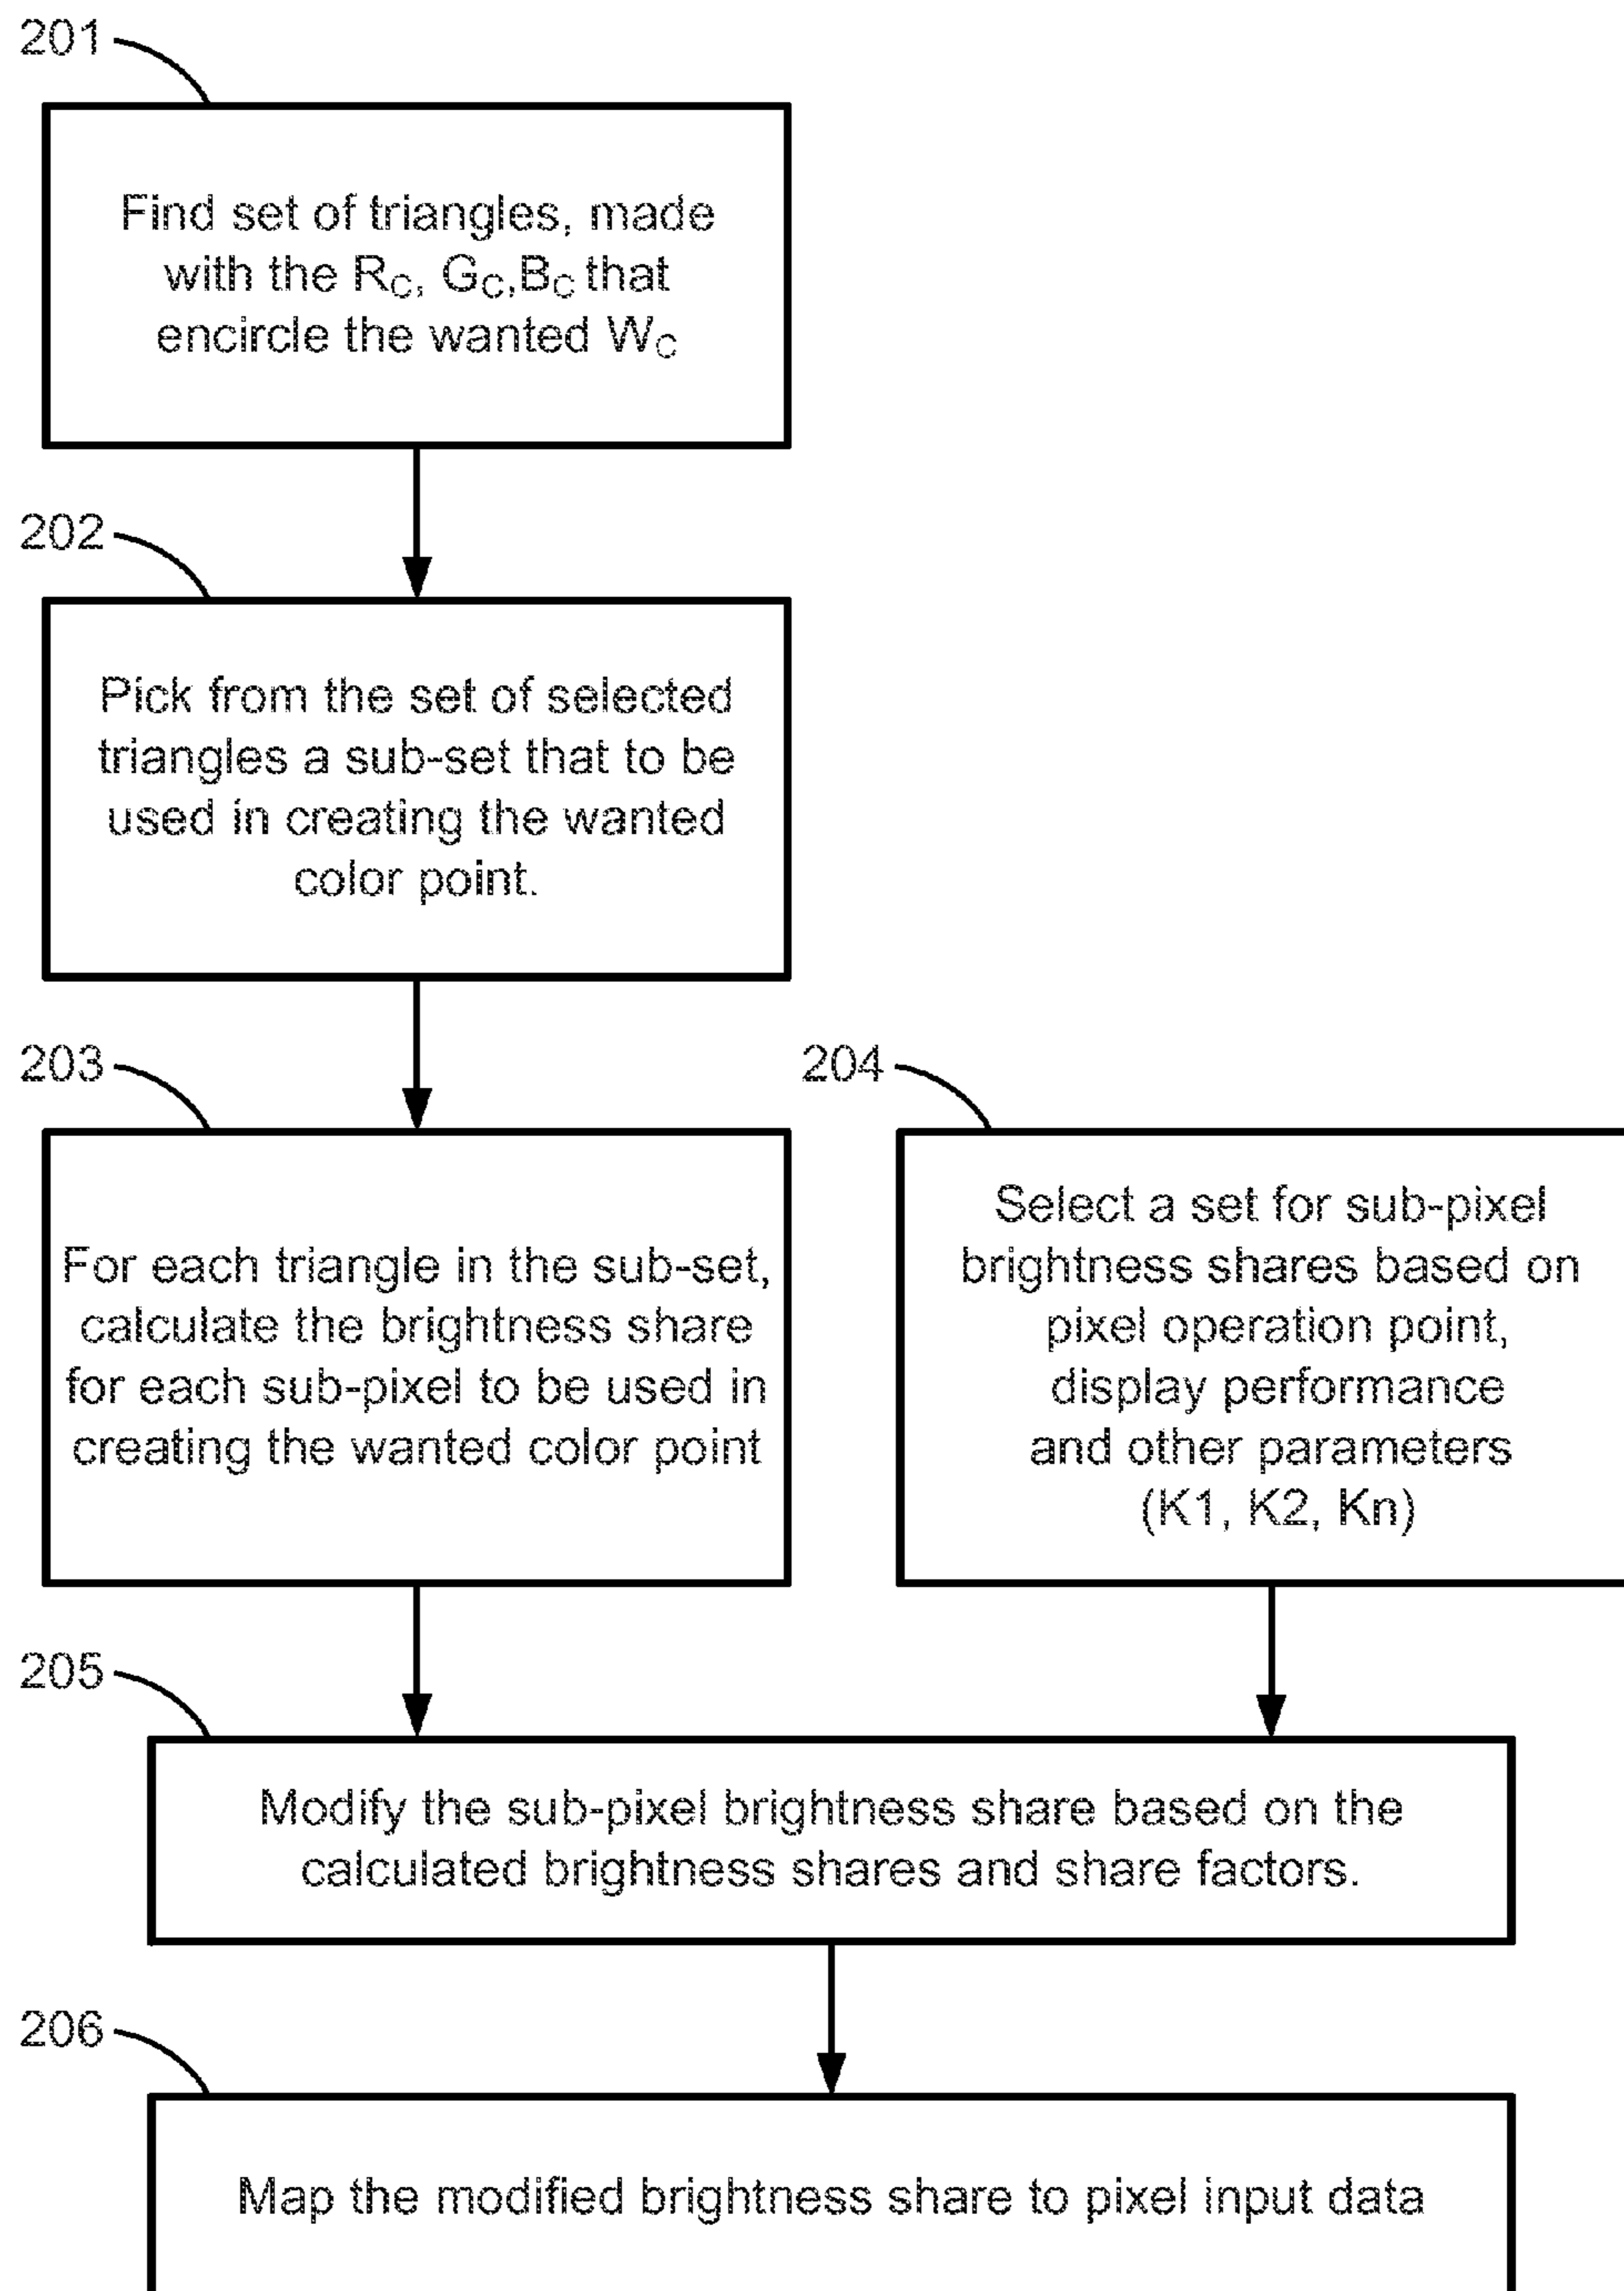 201
Find set of triangles, made
with the R_C, G_C,B_C that
encircle the wanted W_C
202
Pick from the set of selected
triangles a sub-set that to be
used in creating the wanted
color point.
203
For each triangle in the sub-set,
calculate the brightness share
for each sub-pixel to be used in
creating the wanted color point
204
Select a set for sub-pixel
brightness shares based on
pixel operation point,
display performance
and other parameters
(K1, K2, Kn)
205
Modify the sub-pixel brightness share based on the
calculated brightness shares and share factors.
206
Map the modified brightness share to pixel input data